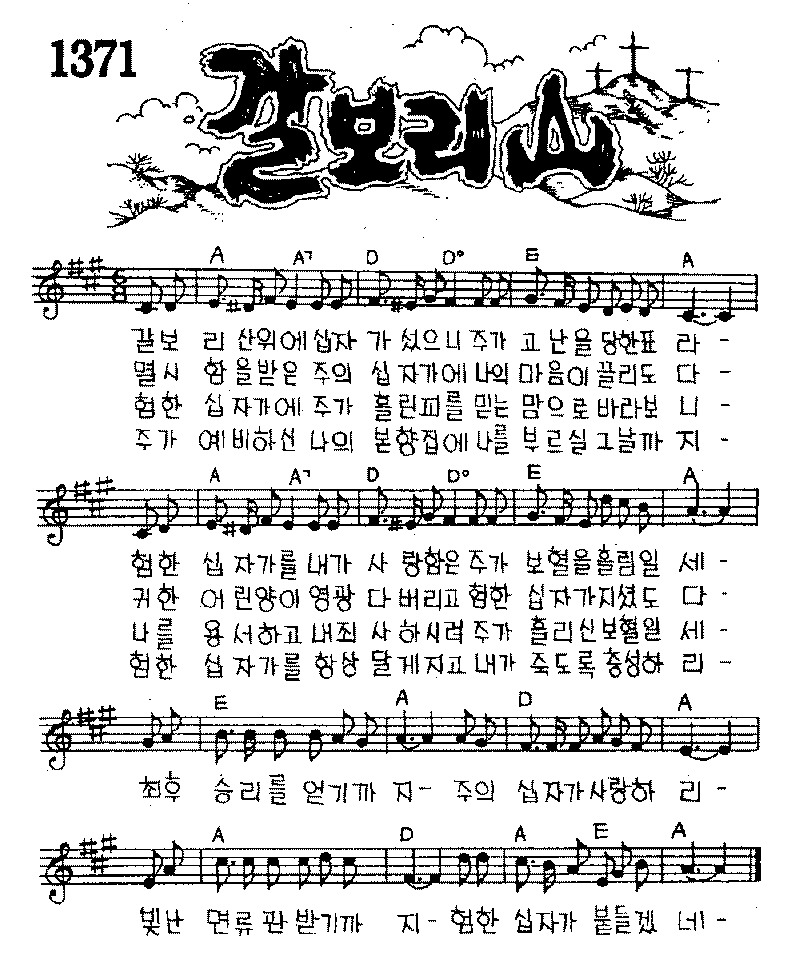 1371
갈보리 산
A A7 D D° E A
갈보 리 산위에십자 가 섰으니 주가 고 난을 당한표 라 -
멸시 함을받은 주의 십자가에나의 마음이 끌리도 다 -
험한 십자가에 주가 흘린피를 믿는 맘으로바라보 니 -
주가 예비하신 나의 본향집에나를 부르실그날까 지 -
A A7 D D° E A
험한 십자가를 내가 사 랑함은 주가 보혈을흘림일 세 -
귀한 어린양이 영광 다 버리고 험한 십자가지셨도 다 -
나를 용서하고 내죄 사 하시려 주가 흘리신보혈일 세 -
험한 십자가를 항상 달게지고 내가 죽도록충성하 리 -
E A D A
최후 승리를 얻기까 지 - 주의 십자가사랑하 리 -
A D A E A
빛난 면류관 받기까 지 - 험한 십자가 붙들겠 네 -